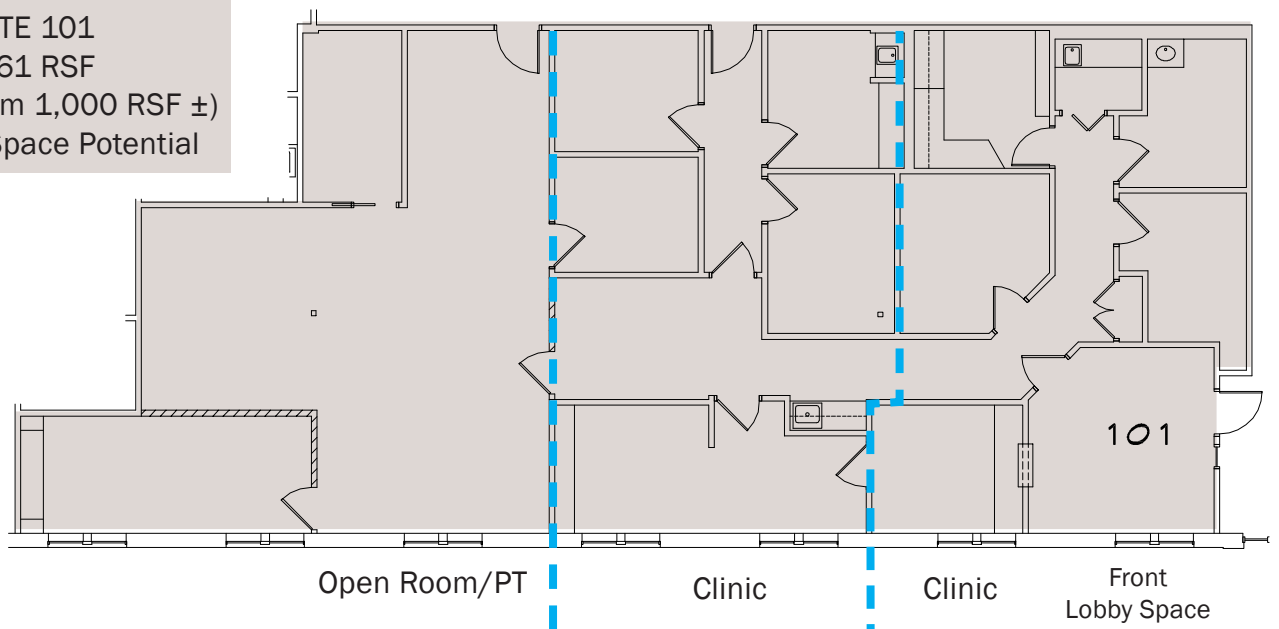 TE 101
61 RSF
m 1,000 RSF ±)
Space Potential
101
Open Room/PT
Clinic
Clinic
Front
Lobby Space